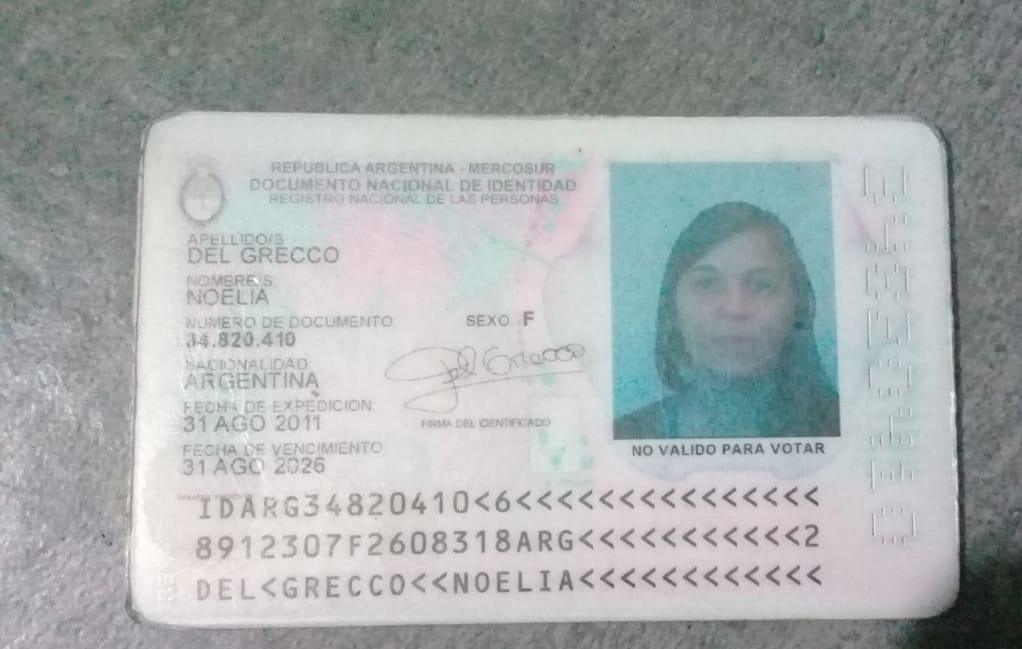 REPUBLICA ARGENTINA - MERCOSUR
DOCUMENTO NACIONAL DE IDENTIDAD
REGISTRO NACIONAL DE LAS PERSONAS
APELLIDO/S
DEL GRECCO
NOMBRE/S
NOELIA
NUMERO DE DOCUMENTO
34.820.410
SEXO F
NACIONALIDAD
ARGENTINA
FECHA DE EXPEDICION
31 AGO 2011
Del Grecco
FIRMA DEL IDENTIFICADO
FECHA DE VENCIMIENTO
31 AGO 2026
NO VALIDO PARA VOTAR
IDARG34820410<6<<<<<<<<<<<<<<<
8912307F2608318ARG<<<<<<<<<<<2
DEL<GRECCO<<NOELIA<<<<<<<<<<<<